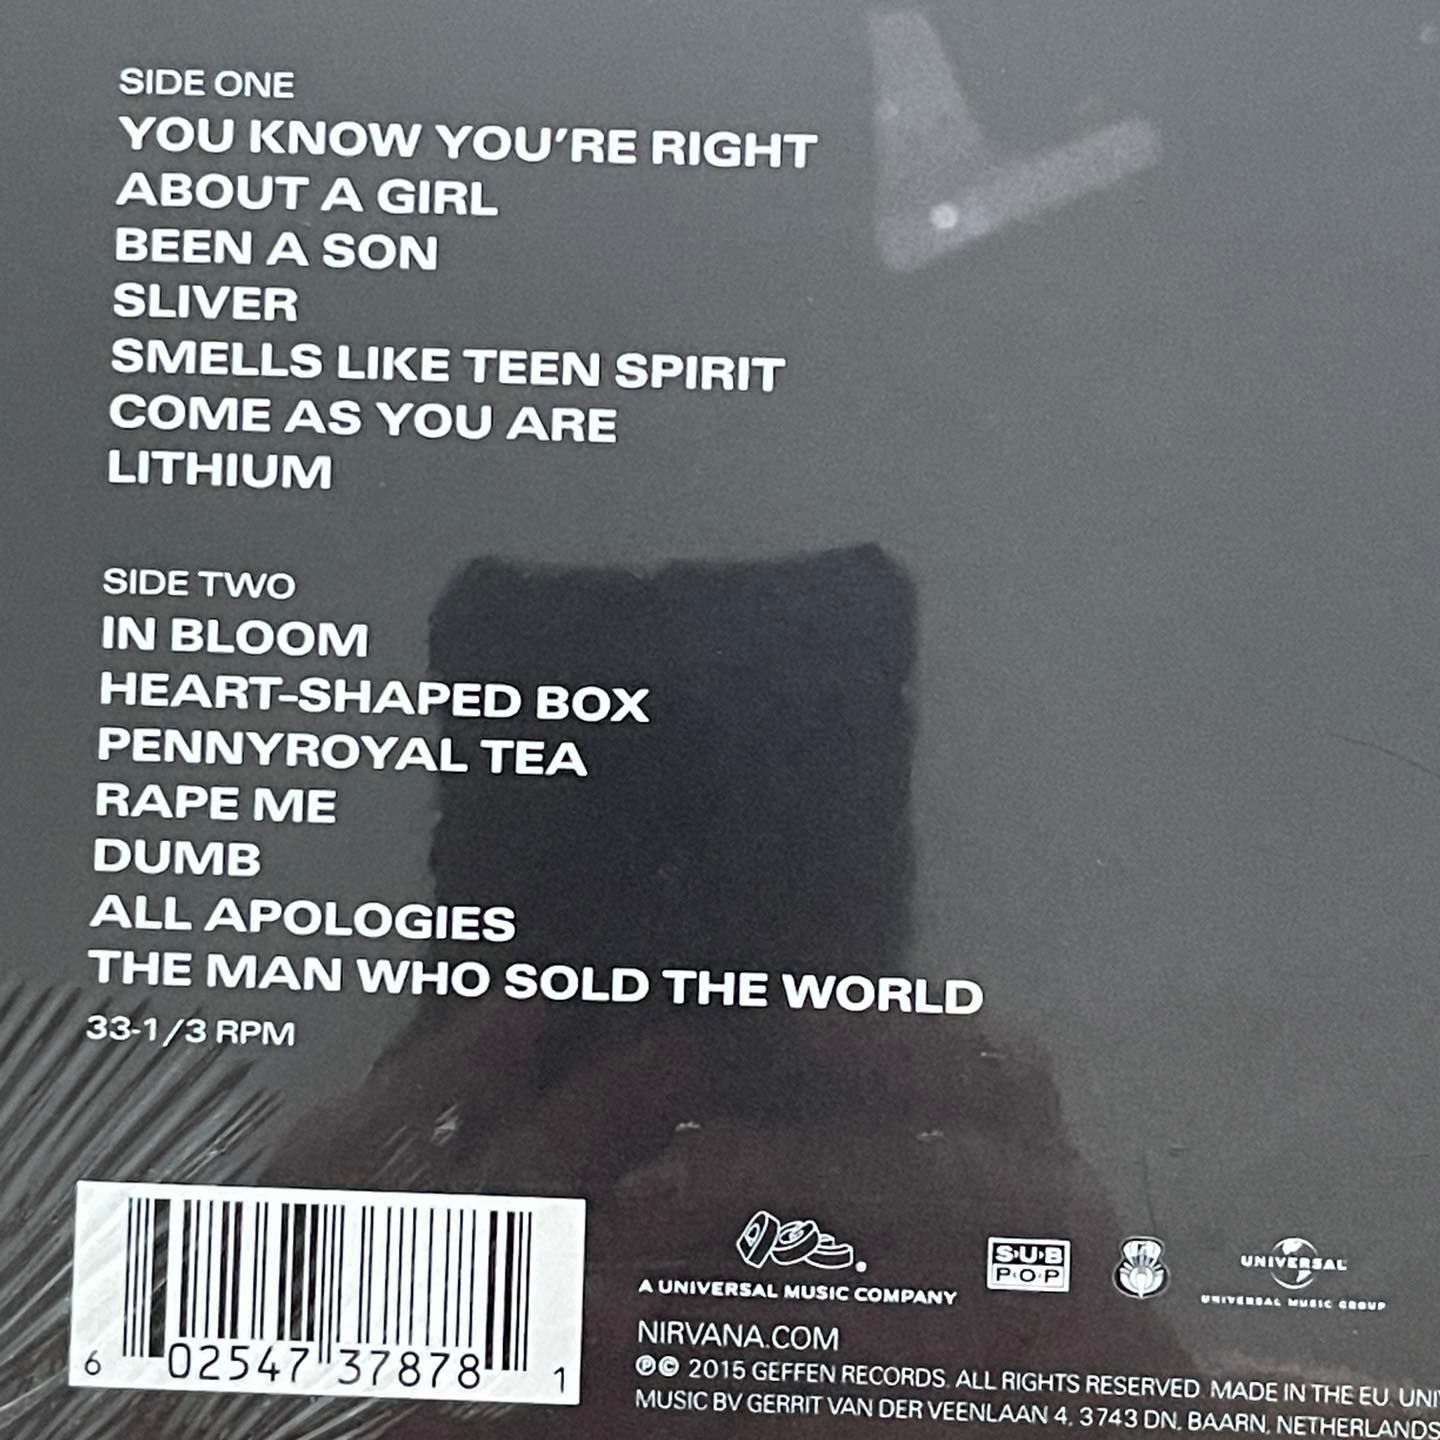 SIDE ONE
YOU KNOW YOU'RE RIGHT
ABOUT A GIRL
BEEN A SON
SLIVER
SMELLS LIKE TEEN SPIRIT
COME AS YOU ARE
LITHIUM
SIDE TWO
IN BLOOM
HEART-SHAPED BOX
PENNYROYAL TEA
RAPE ME
DUMB
ALL APOLOGIES
THE MAN WHO SOLD THE WORLD
33-1/3 RPM
6 02547 37878 1
A UNIVERSAL MUSIC COMPANY
SUB
POP
UNIVERSAL
UNIVERSAL MUSIC GROUP
NIRVANA.COM
℗© 2015 GEFFEN RECORDS. ALL RIGHTS RESERVED. MADE IN THE EU. UNI
MUSIC BV GERRIT VAN DER VEENLAAN 4, 3743 DN, BAARN, NETHERLANDS